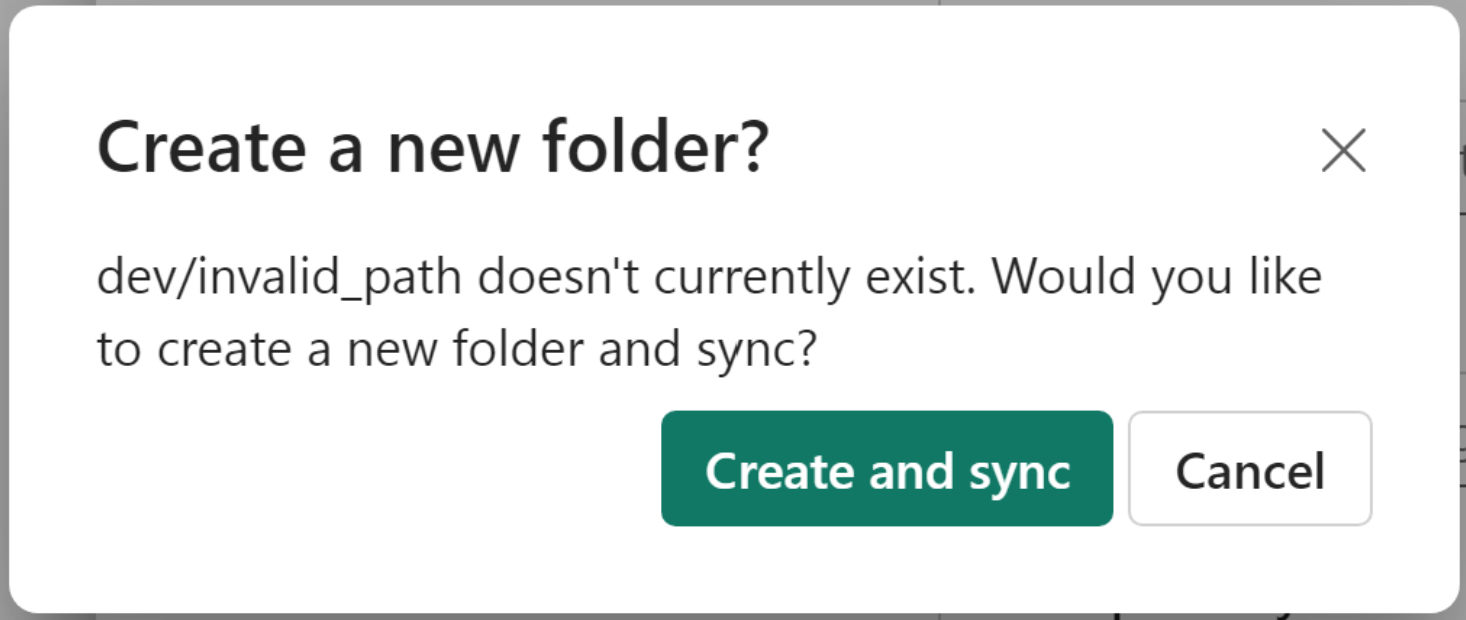 Create a new folder?
dev/invalid_path doesn't currently exist. Would you like
to create a new folder and sync?
Create and sync
Cancel